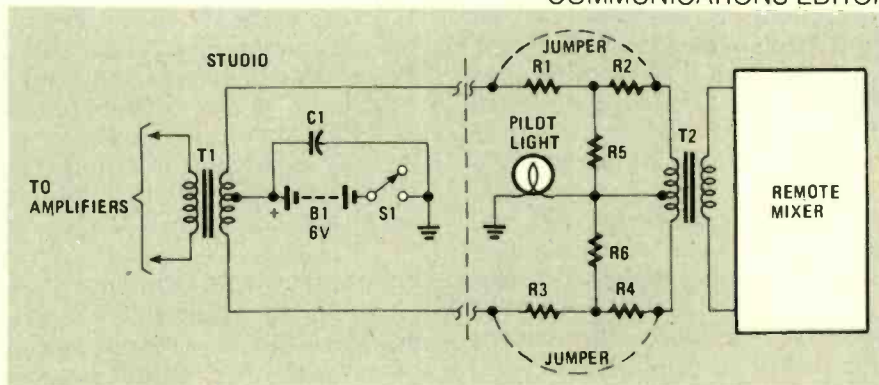 COMMUNICATIONS EDITOR
JUMPER
STUDIO
R1
R2
C1
PILOT
LIGHT
R5
T2
T1
TO
AMPLIFIERS
+
B1
6V
S1
REMOTE
MIXER
R6
R3
R4
JUMPER